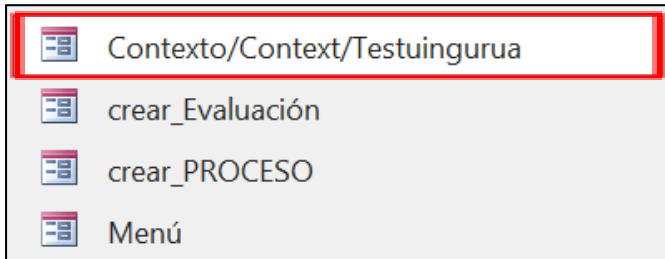 Contexto/Context/Testuingurua
crear_Evaluación
crear_PROCESO
Menú